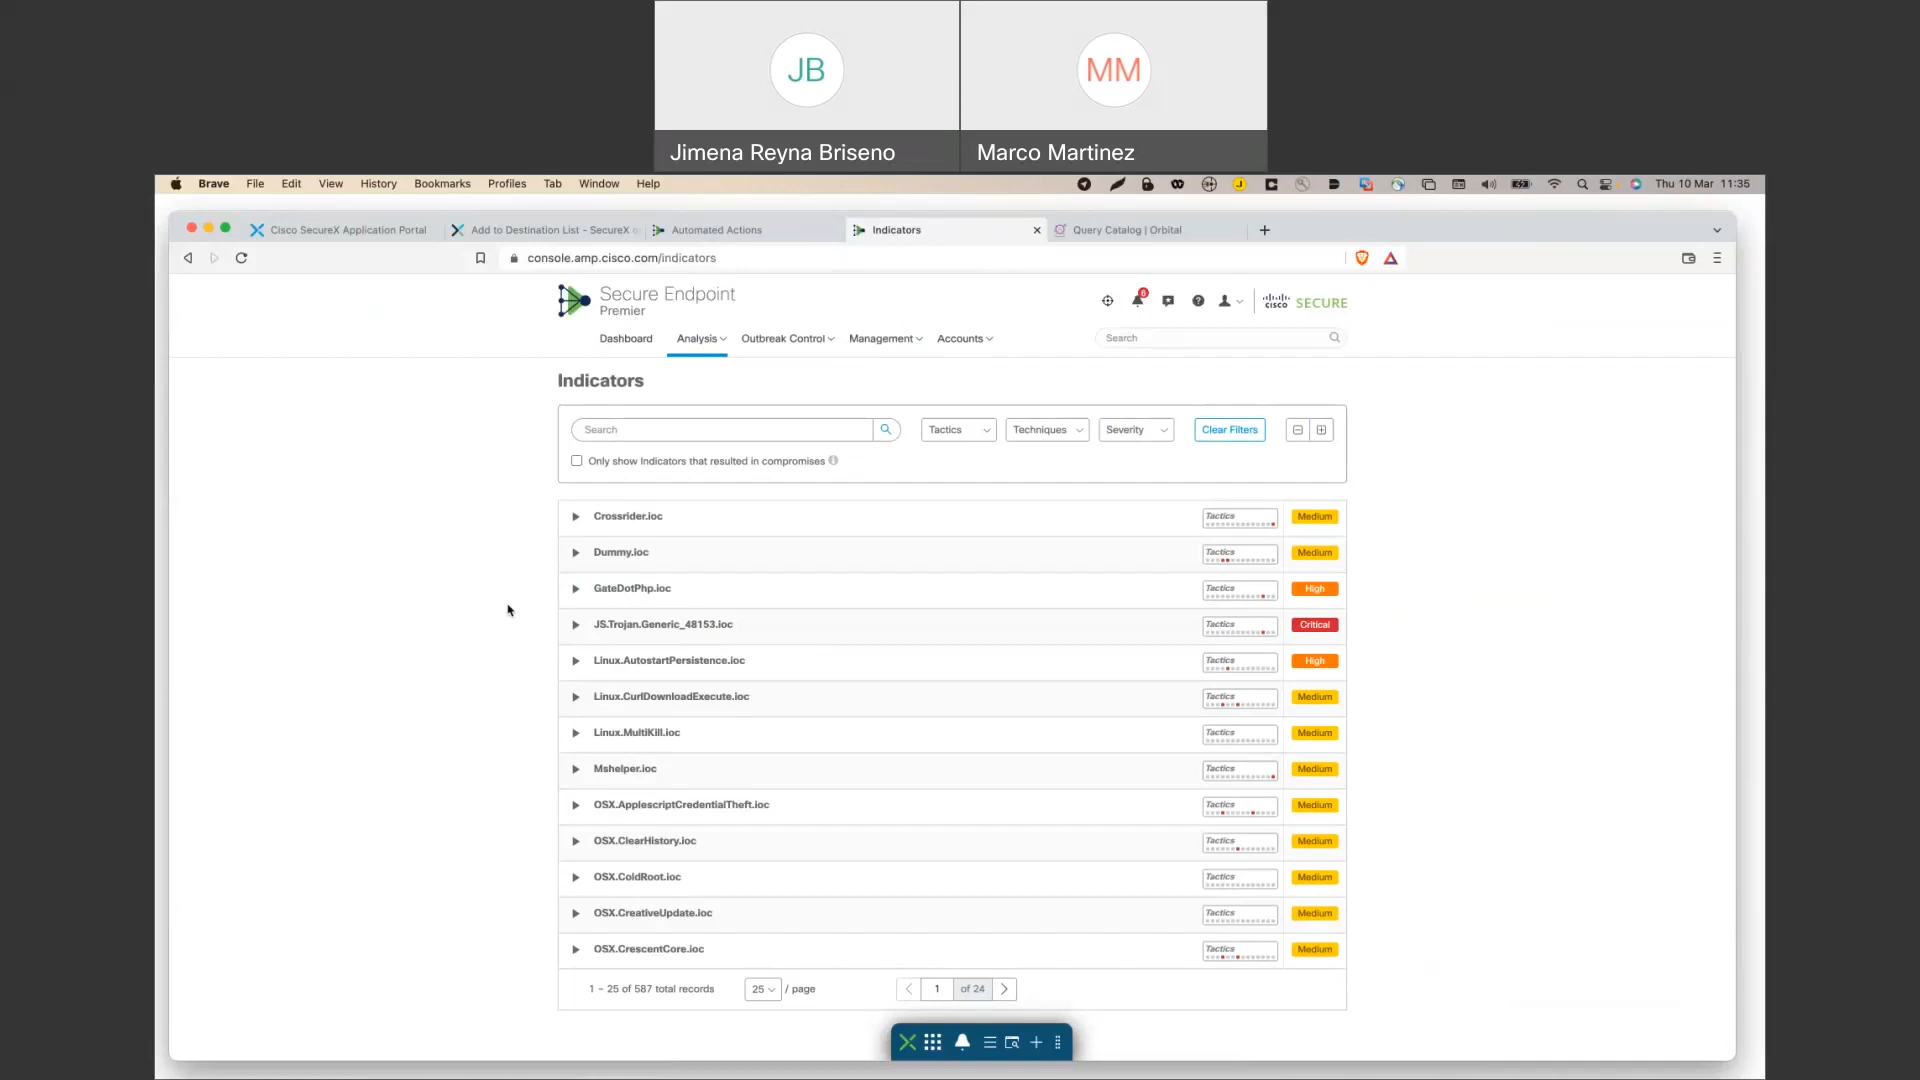 JB
MM
Jimena Reyna Briseno
Marco Martinez
Brave File Edit View History Bookmarks Profiles Tab Window Help
Thu 10 Mar 11:35
Cisco SecureX Application Portal
Add to Destination List - SecureX o
Automated Actions
Indicators
Query Catalog | Orbital
console.amp.cisco.com/indicators
Secure Endpoint
Premier
6
cisco SECURE
Dashboard Analysis Outbreak Control Management Accounts
Search
Indicators
Search
Tactics
Techniques
Severity
Clear Filters
Only show Indicators that resulted in compromises
Crossrider.ioc Tactics Medium
Dummy.ioc Tactics Medium
GateDotPhp.ioc Tactics High
JS.Trojan.Generic_48153.ioc Tactics Critical
Linux.AutostartPersistence.ioc Tactics High
Linux.CurlDownloadExecute.ioc Tactics Medium
Linux.MultiKill.ioc Tactics Medium
Mshelper.ioc Tactics Medium
OSX.ApplescriptCredentialTheft.ioc Tactics Medium
OSX.ClearHistory.ioc Tactics Medium
OSX.ColdRoot.ioc Tactics Medium
OSX.CreativeUpdate.ioc Tactics Medium
OSX.CrescentCore.ioc Tactics Medium
1 – 25 of 587 total records 25 / page 1 of 24